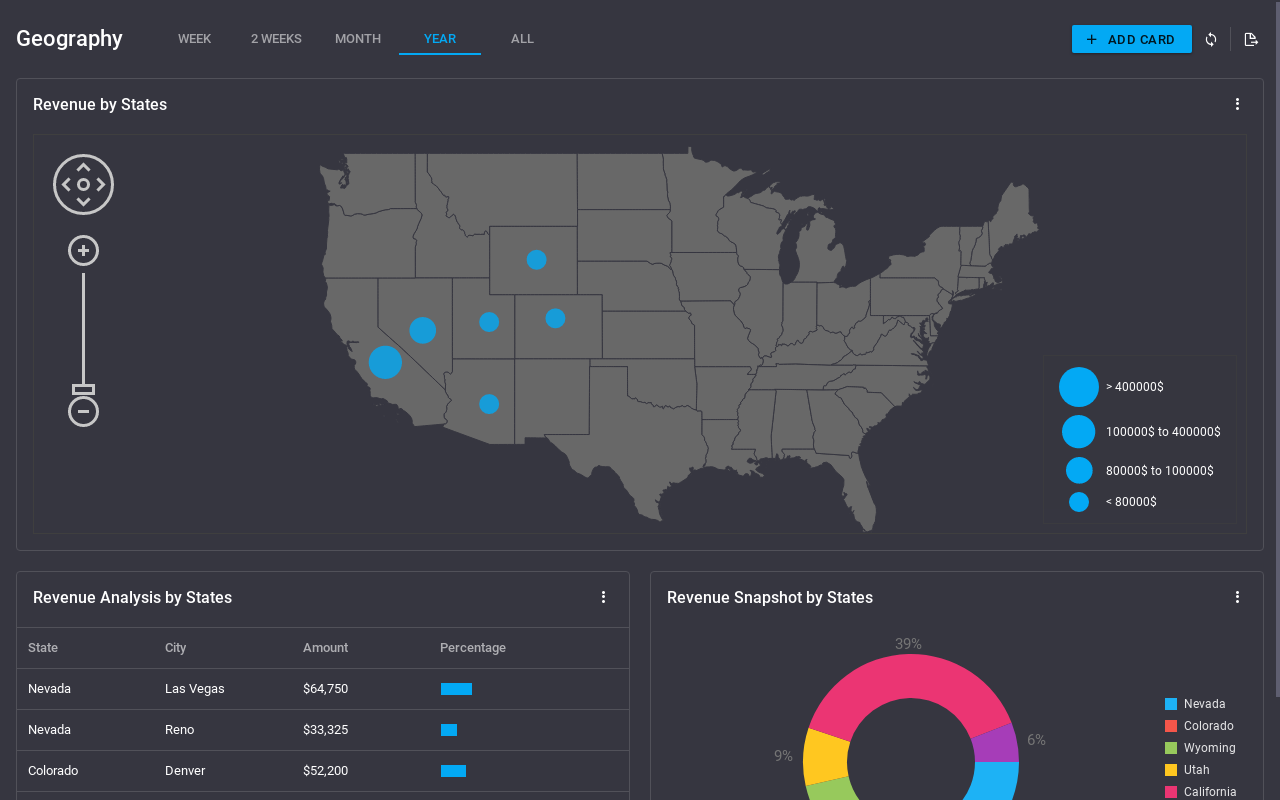 Geography
WEEK
2 WEEKS
MONTH
YEAR
ALL
ADD CARD
Revenue by States
> 400000$
100000$ to 400000$
80000$ to 100000$
< 80000$
Revenue Analysis by States
State City Amount Percentage
Nevada Las Vegas $64,750
Nevada Reno $33,325
Colorado Denver $52,200
Revenue Snapshot by States
39%
6%
9%
Nevada
Colorado
Wyoming
Utah
California